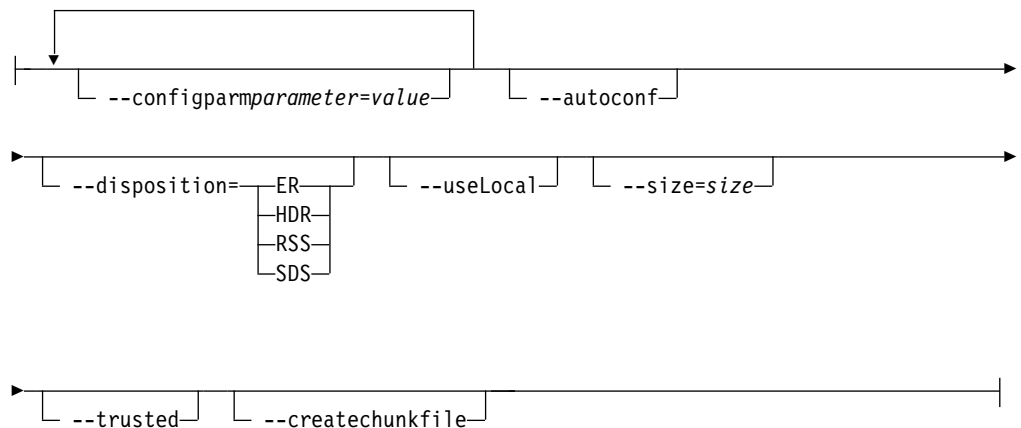 --configparmparameter=value --autoconf
--disposition= ER --useLocal --size=size
HDR
RSS
SDS
--trusted --createchunkfile